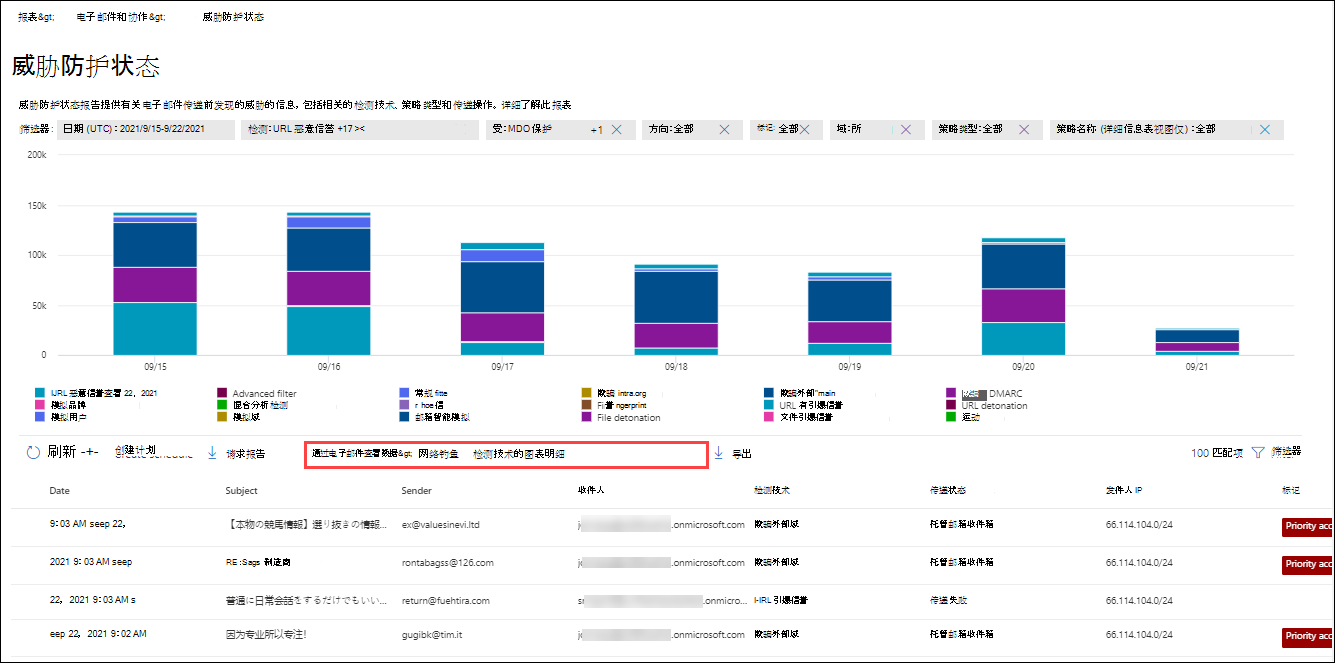 报表&gt; 电子邮件和协作&gt; 威胁防护状态
威胁防护状态
威胁防护状态报告提供有关电子邮件传递前发现的威胁的信息，包括相关的检测技术、策略类型和传递操作。详细了解此报表
筛选器: 日期 (UTC)：2021/9/15-9/22/2021 检测：URL 恶意信誉 +17 >< 受：MDO 保护 +1 方向：全部 标记: 全部 域：所 策略类型：全部 策略名称 (详细信息表视图仅)：全部
200k
150k
100k
50k
0
09/15 09/16 09/17 09/18 09/19 09/20 09/21
URL 恶意信誉查看 22，2021 Advanced filter 常规 fitte 欺骗 intra.org 欺骗外部"main DMARC
模拟品牌 混合分析 检测 r hoe 信 Fi 誉 ngerprint URL 有引爆信誉 URL detonation
模拟用户 模拟域 邮箱智能模拟 File detonation 文件引爆信誉 运动
刷新 -+- 创建计划 请求报告 通过电子邮件查看数据&gt; 网络钓鱼 检测技术的图表明细 导出 100 匹配项 筛选器
Date Subject Sender 收件人 检测技术 传递状态 发件人 IP 标记
9:03 AM seep 22, 【本物の競馬情報】選り抜きの情報... ex@valuesinevi.ltd .onmicrosoft.com 欺骗外部域 托管邮箱收件箱 66.114.104.0/24 Priority acc
2021 9: 03 AM seep RE :Sags 制造商 rontabagss@126.com .onmicrosoft.com 欺骗外部域 托管邮箱收件箱 66.114.104.0/24 Priority acc
22，2021 9:03 AM s 普通に日常会話をするだけでもいい... return@fuehtira.com .onmicro... I-IRL 引爆信誉 传递失败 66.114.104.0/24
eep 22，2021 9:02 AM 因为专业所以专注！ gugibk@tim.it .onmicrosoft.com 欺骗外部域 托管邮箱收件箱 66.114.104.0/24 Priority acc